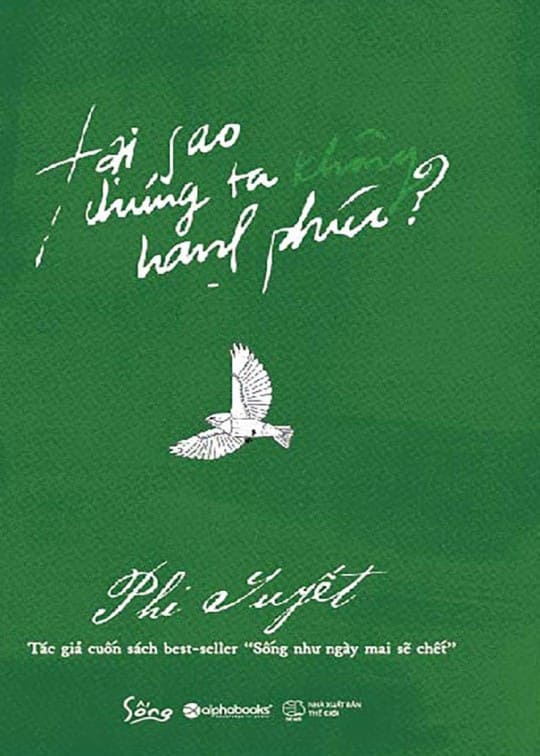 tại sao
chúng ta không
hạnh phúc?
Phi Tuyết
Tác giả cuốn sách best-seller “Sống như ngày mai sẽ chết”
Sống
alphabooks®
NHÀ XUẤT BẢN
THẾ GIỚI